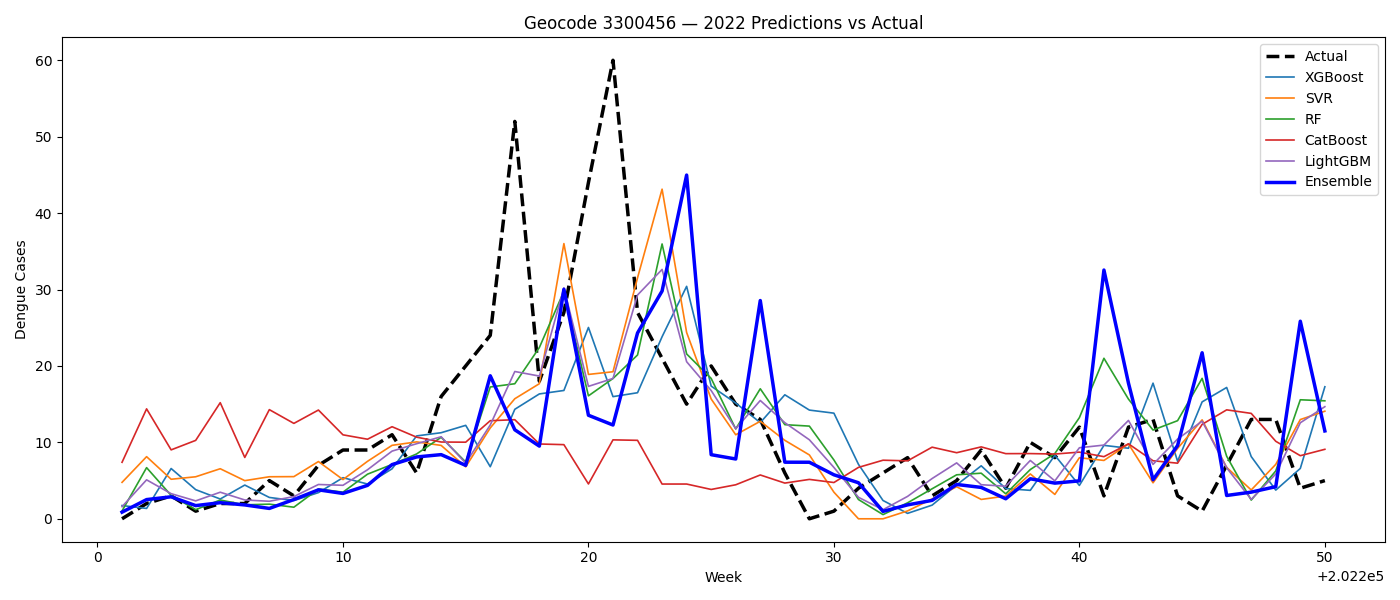 Geocode 3300456 — 2022 Predictions vs Actual
Dengue Cases
60
50
40
30
20
10
0
Actual
XGBoost
SVR
RF
CatBoost
LightGBM
Ensemble
0 10 20 30 40 50
Week
+2.022e5